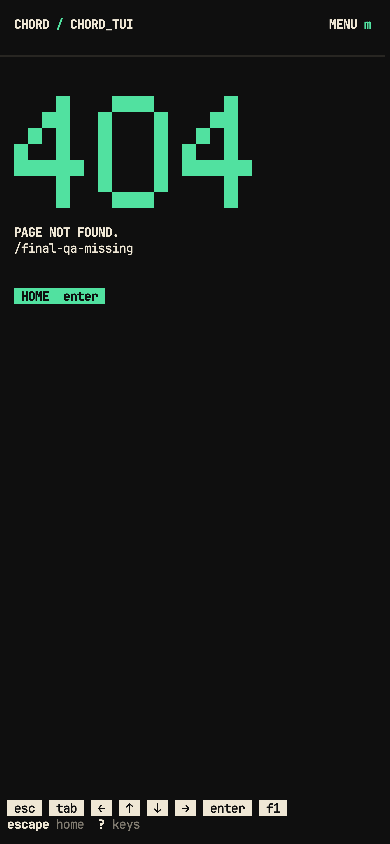 CHORD / CHORD_TUI MENU m
404
PAGE NOT FOUND.
/final-qa-missing
HOME enter
esc tab ← ↑ ↓ → enter f1
escape home ? keys